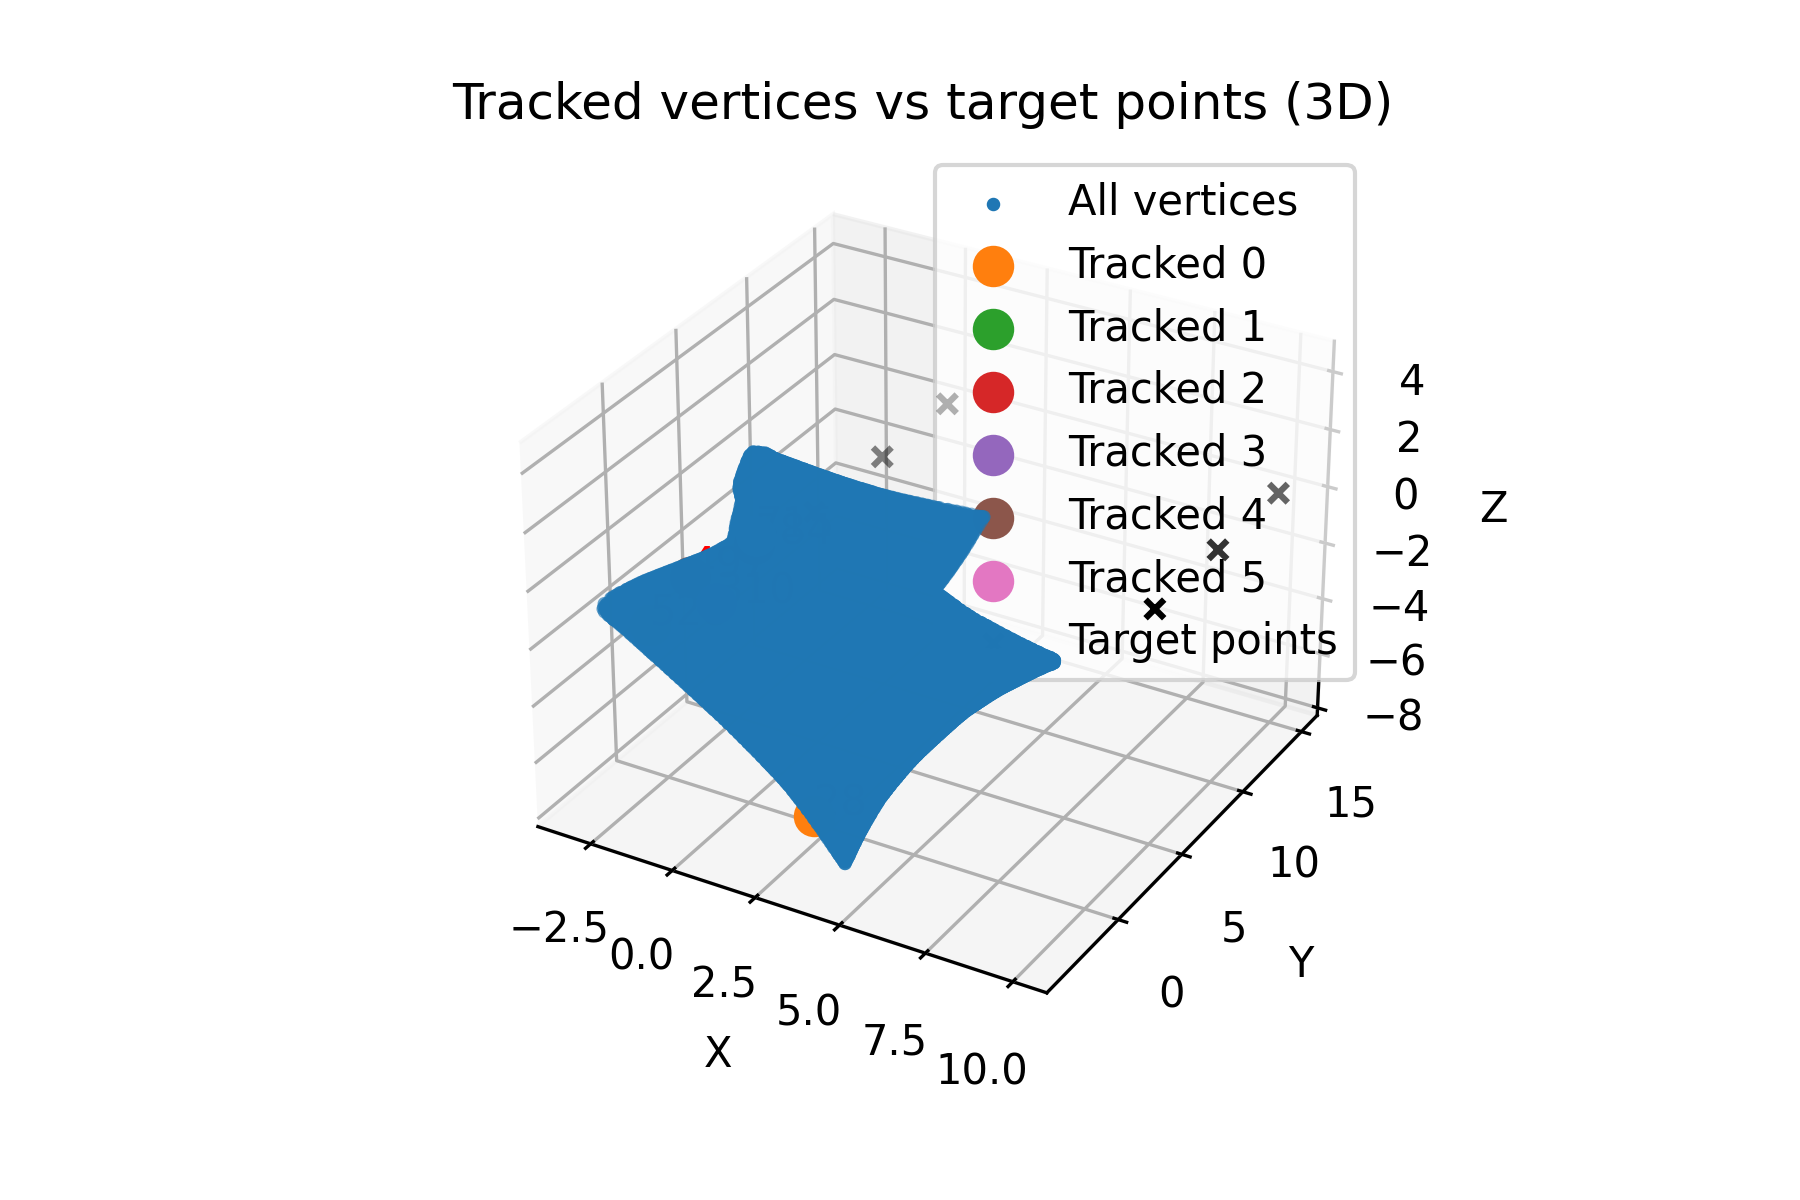 Tracked vertices vs target points (3D)
All vertices
Tracked 0
Tracked 1
Tracked 2
Tracked 3
Tracked 4
Tracked 5
Target points
4
2
0
−2
−4
−6
−8
Z
15
10
5
0
Y
−2.5
0.0
2.5
5.0
7.5
10.0
X